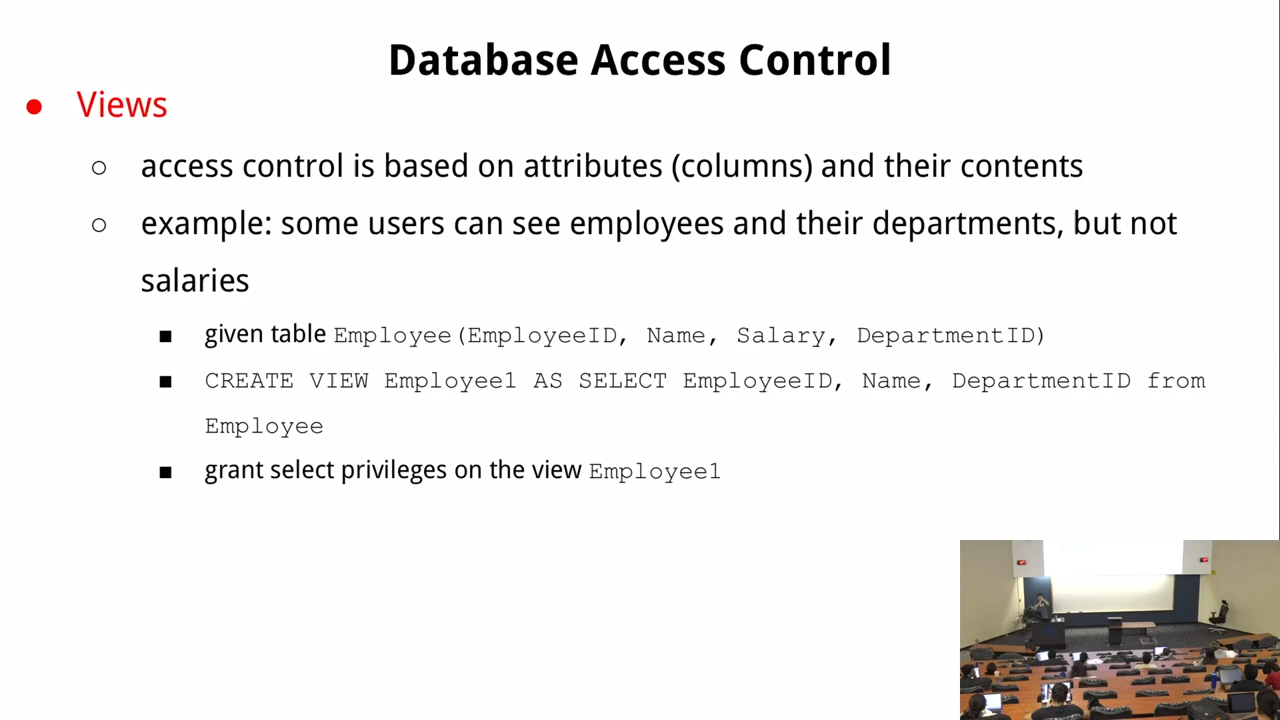 Database Access Control
● Views
○ access control is based on attributes (columns) and their contents
○ example: some users can see employees and their departments, but not
salaries
■ given table Employee(EmployeeID, Name, Salary, DepartmentID)
■ CREATE VIEW Employee1 AS SELECT EmployeeID, Name, DepartmentID from
Employee
■ grant select privileges on the view Employee1